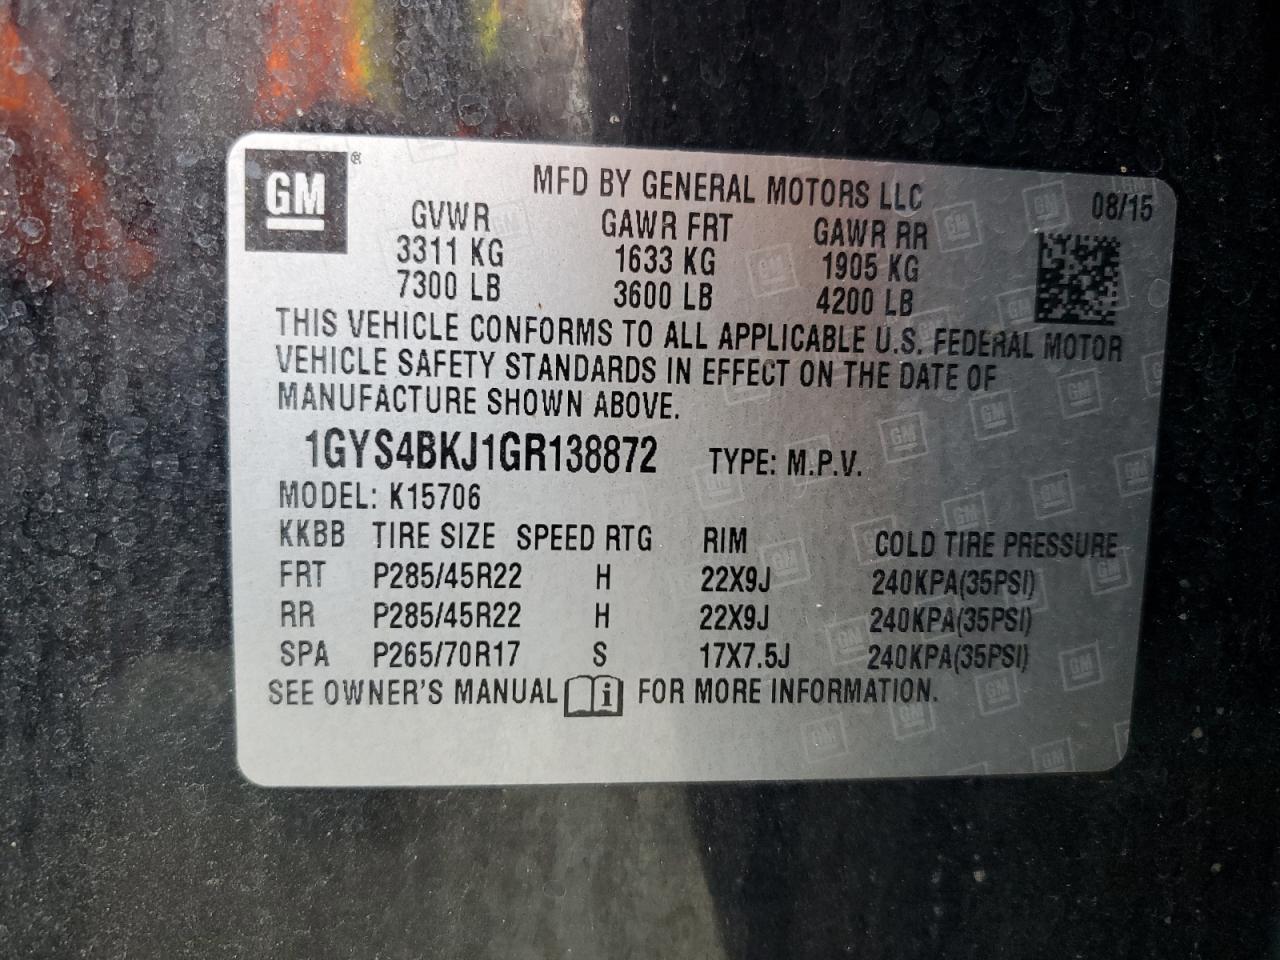 GM®
MFD BY GENERAL MOTORS LLC
08/15
GVWR GAWR FRT GAWR RR
3311 KG 1633 KG 1905 KG
7300 LB 3600 LB 4200 LB
THIS VEHICLE CONFORMS TO ALL APPLICABLE U.S. FEDERAL MOTOR
VEHICLE SAFETY STANDARDS IN EFFECT ON THE DATE OF
MANUFACTURE SHOWN ABOVE.
1GYS4BKJ1GR138872 TYPE: M.P.V.
MODEL: K15706
KKBB TIRE SIZE SPEED RTG RIM COLD TIRE PRESSURE
FRT P285/45R22 H 22X9J 240KPA(35PSI)
RR P285/45R22 H 22X9J 240KPA(35PSI)
SPA P265/70R17 S 17X7.5J 240KPA(35PSI)
SEE OWNER'S MANUAL i FOR MORE INFORMATION.